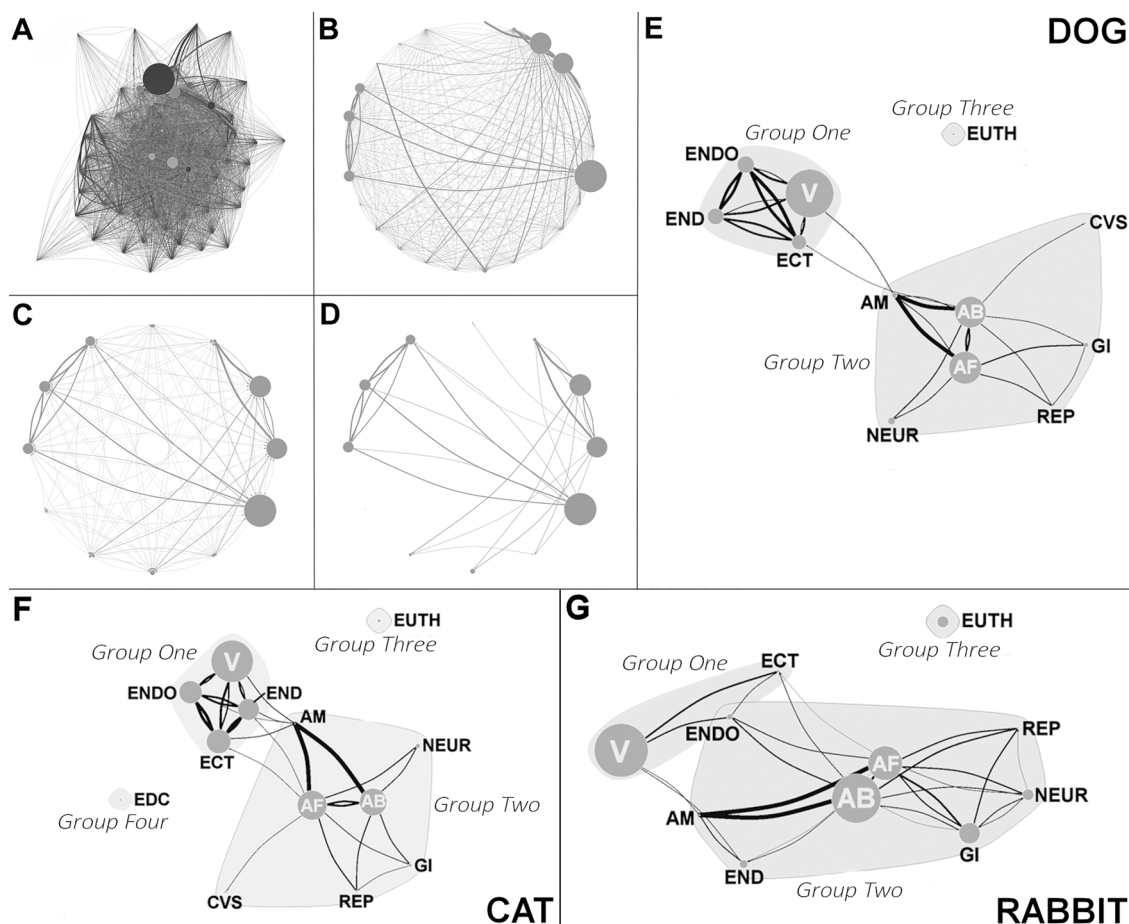 A
B
E
DOG
Group Three
EUTH
Group One
ENDO
V
END
ECT
CVS
AM
AB
Group Two
AF
GI
REP
NEUR
C
D
F
EUTH
Group Three
Group One
V
ENDO
END
ECT
AM
NEUR
EDC
Group Four
AF
AB
Group Two
GI
CVS
REP
CAT
G
EUTH
Group Three
Group One
ECT
ENDO
V
REP
AF
AB
NEUR
AM
GI
END
Group Two
RABBIT